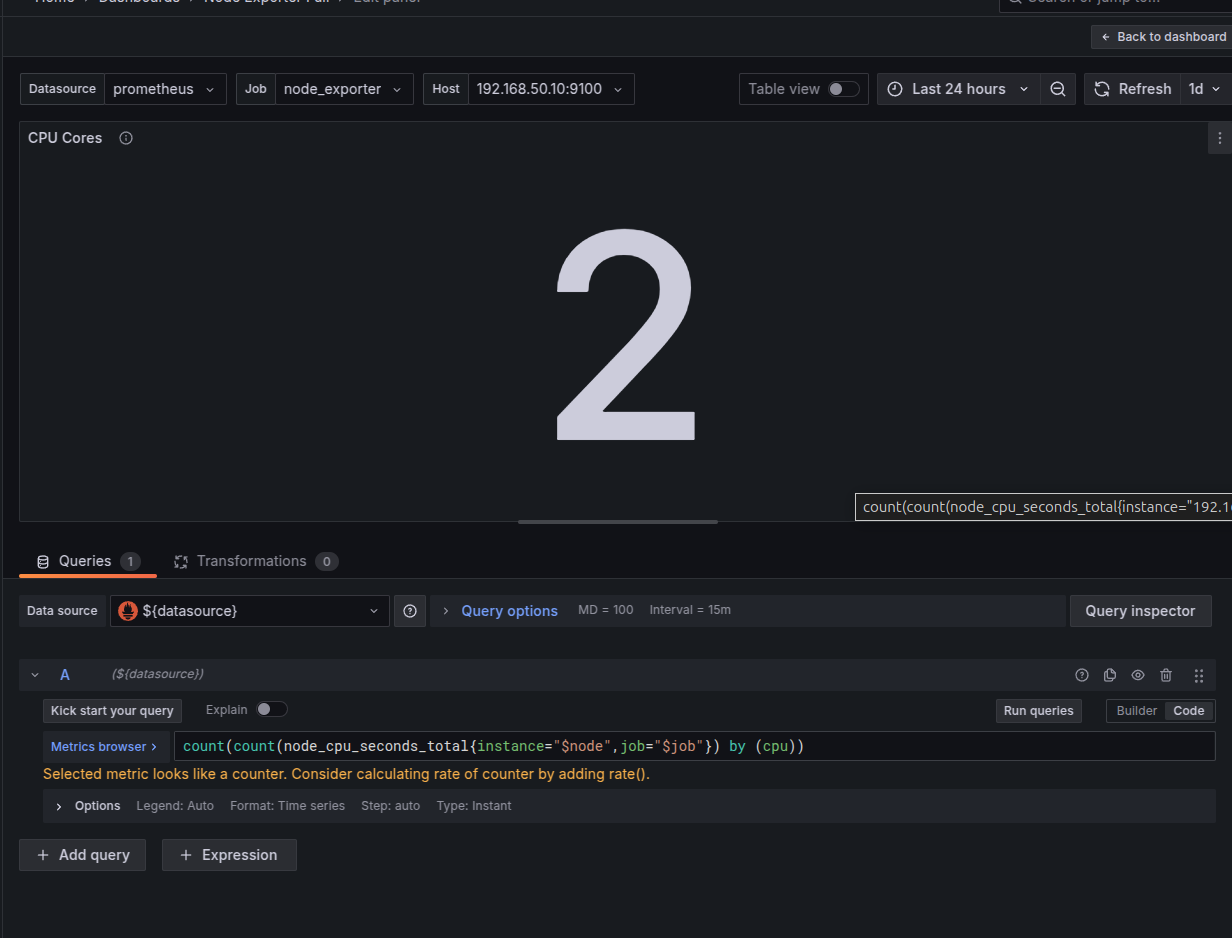 Home > Dashboards > Node Exporter Full > Edit panel
Search or jump to...
← Back to dashboard
Datasource prometheus Job node_exporter Host 192.168.50.10:9100 Table view Last 24 hours Refresh 1d
CPU Cores
2
count(count(node_cpu_seconds_total{instance="192.1
Queries 1 Transformations 0
Data source ${datasource} > Query options MD = 100 Interval = 15m Query inspector
A (${datasource})
Kick start your query Explain Run queries Builder Code
Metrics browser > count(count(node_cpu_seconds_total{instance="$node",job="$job"}) by (cpu))
Selected metric looks like a counter. Consider calculating rate of counter by adding rate().
> Options Legend: Auto Format: Time series Step: auto Type: Instant
+ Add query + Expression